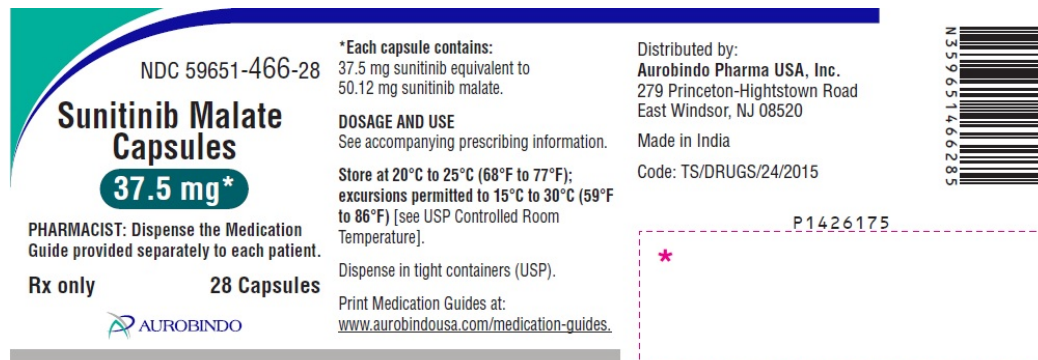 NDC 59651-466-28
Sunitinib Malate
Capsules
37.5 mg*
PHARMACIST: Dispense the Medication
Guide provided separately to each patient.
Rx only 28 Capsules
AUROBINDO
*Each capsule contains:
37.5 mg sunitinib equivalent to
50.12 mg sunitinib malate.
DOSAGE AND USE
See accompanying prescribing information.
Store at 20°C to 25°C (68°F to 77°F);
excursions permitted to 15°C to 30°C (59°F
to 86°F) [see USP Controlled Room
Temperature].
Dispense in tight containers (USP).
Print Medication Guides at:
www.aurobindousa.com/medication-guides.
Distributed by:
Aurobindo Pharma USA, Inc.
279 Princeton-Hightstown Road
East Windsor, NJ 08520
Made in India
Code: TS/DRUGS/24/2015
N359651466285
P1426175
*